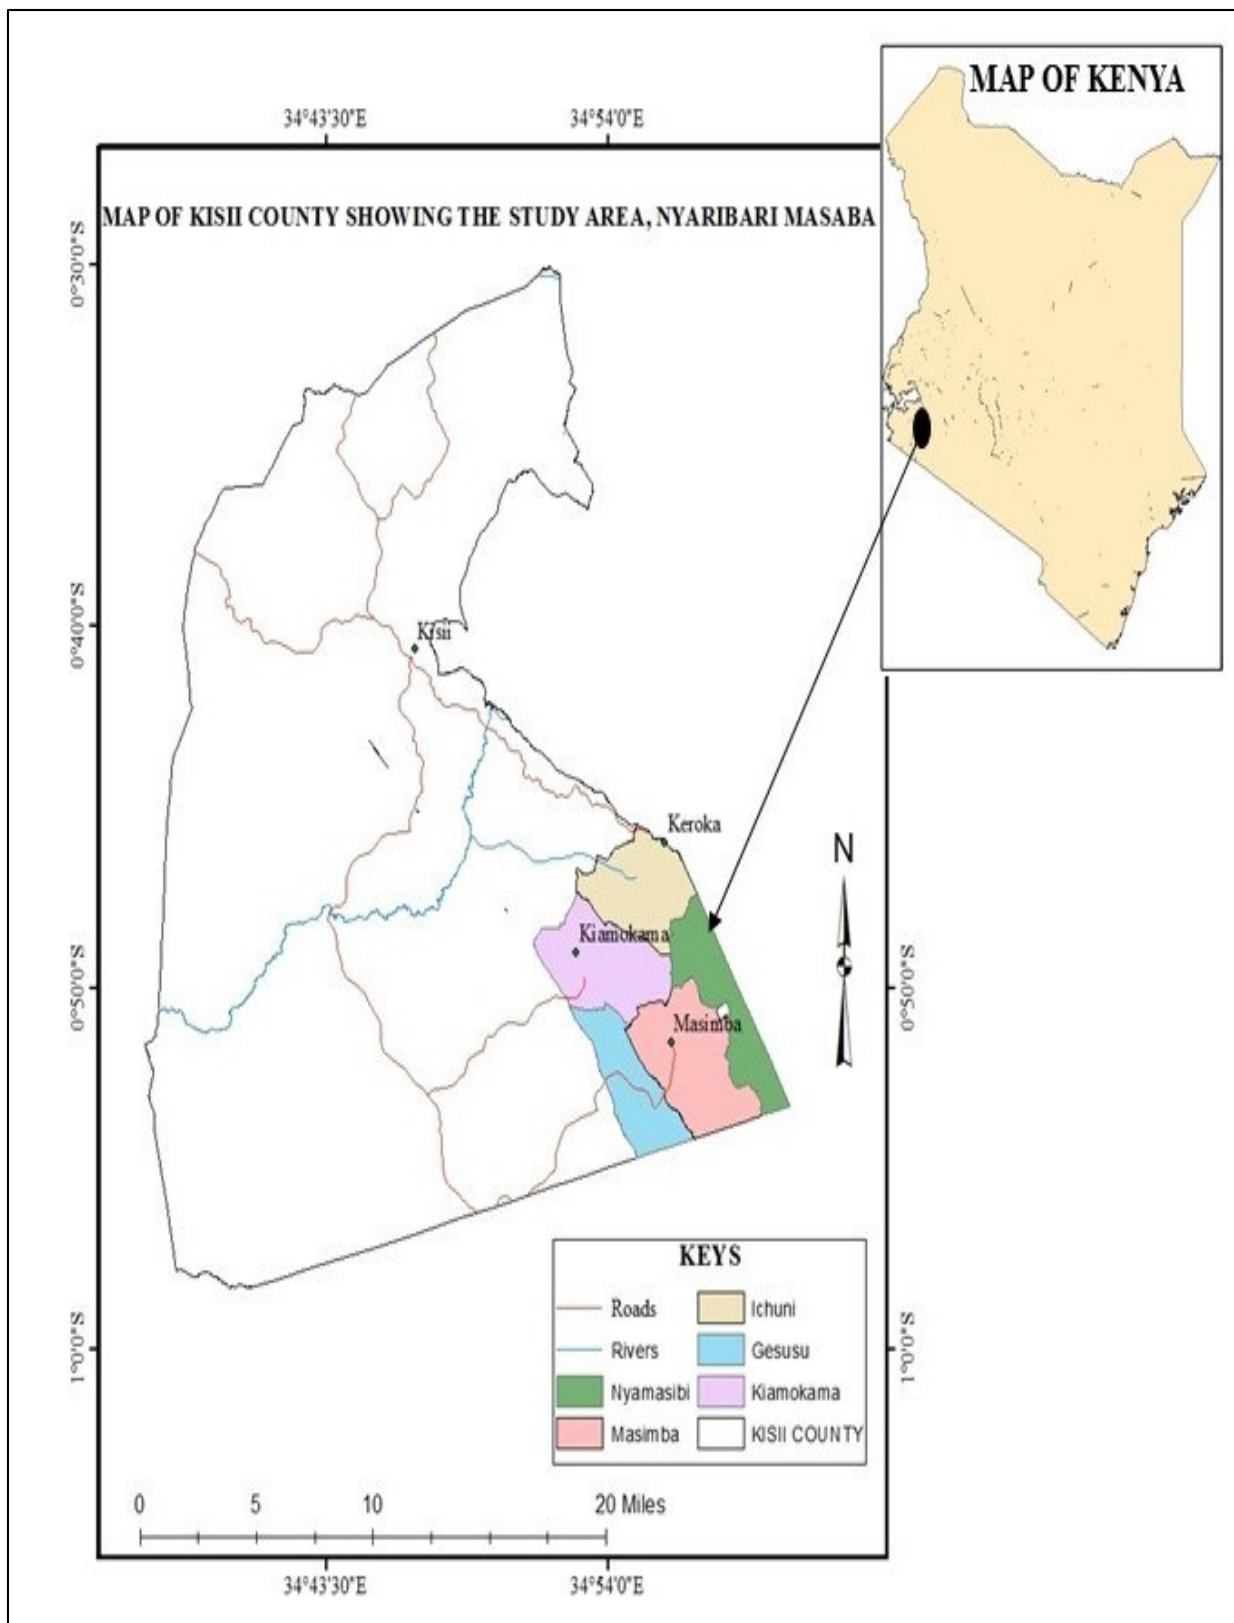 MAP OF KENYA
34°43'30"E 34°54'0"E
MAP OF KISII COUNTY SHOWING THE STUDY AREA, NYARIBARI MASABA
0°30'0"S
0°40'0"S
Kisii
Keroka
N
Kiamokama
0°50'0"S 0°50'0"S
Masimba
KEYS
Roads Ichuni
Rivers Gesusu
Nyamasibi Kiamokama
Masimba KISII COUNTY
1°0'0"S 1°0'0"S
0 5 10 20 Miles
34°43'30"E 34°54'0"E